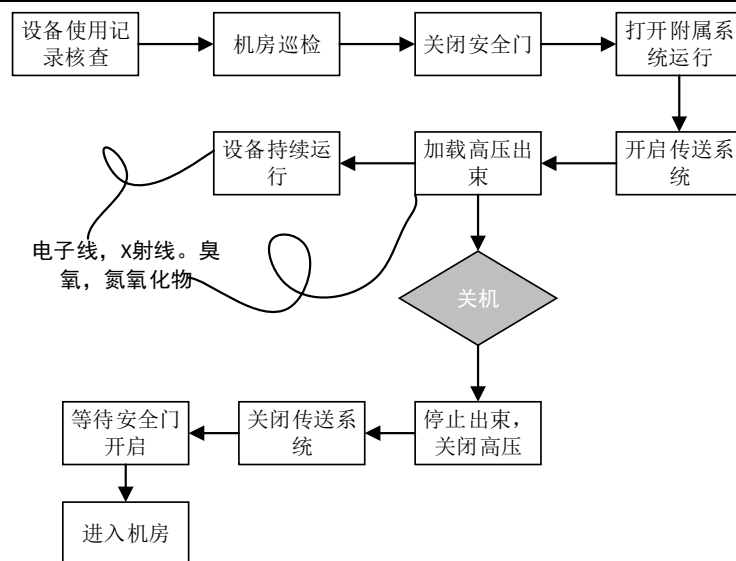 设备使用记
录核查
机房巡检
关闭安全门
打开附属系
统运行
设备持续运
行
加载高压出
束
开启传送系
统
电子线，X射线。臭
氧，氮氧化物
关机
等待安全门
开启
关闭传送系
统
停止出束，
关闭高压
进入机房